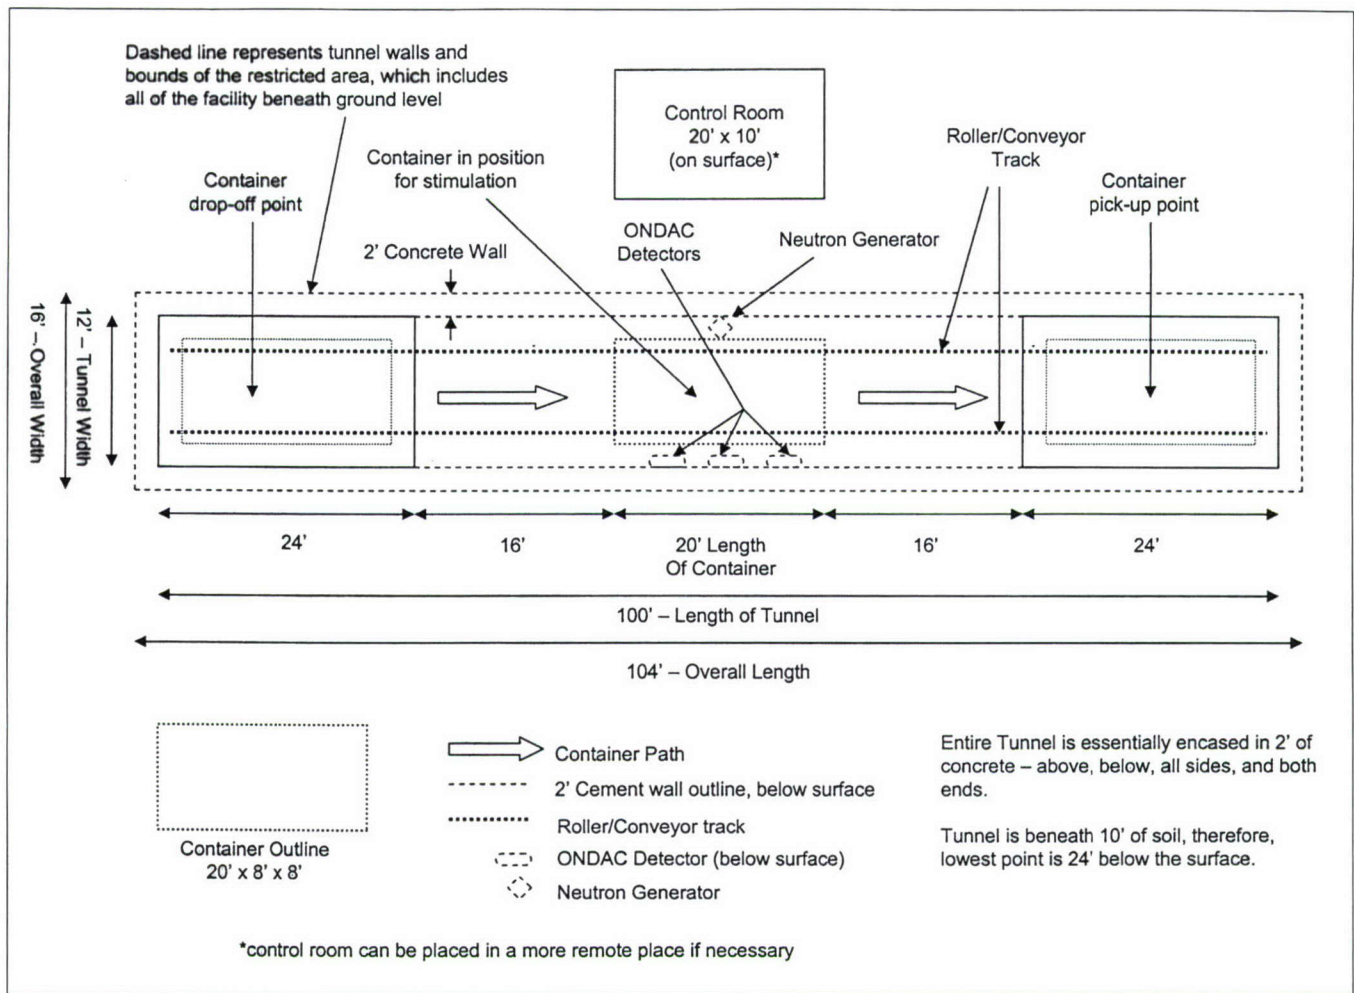 Dashed line represents tunnel walls and
bounds of the restricted area, which includes
all of the facility beneath ground level
Control Room
20' x 10'
(on surface)*
Container in position
for stimulation
Roller/Conveyor
Track
Container
drop-off point
Container
pick-up point
ONDAC
Detectors
Neutron Generator
2' Concrete Wall
16' – Overall Width
12' – Tunnel Width
24'
16'
20' Length
Of Container
16'
24'
100' – Length of Tunnel
104' – Overall Length
Container Outline
20' x 8' x 8'
Container Path
2' Cement wall outline, below surface
Roller/Conveyor track
ONDAC Detector (below surface)
Neutron Generator
Entire Tunnel is essentially encased in 2' of
concrete – above, below, all sides, and both
ends.
Tunnel is beneath 10' of soil, therefore,
lowest point is 24' below the surface.
*control room can be placed in a more remote place if necessary